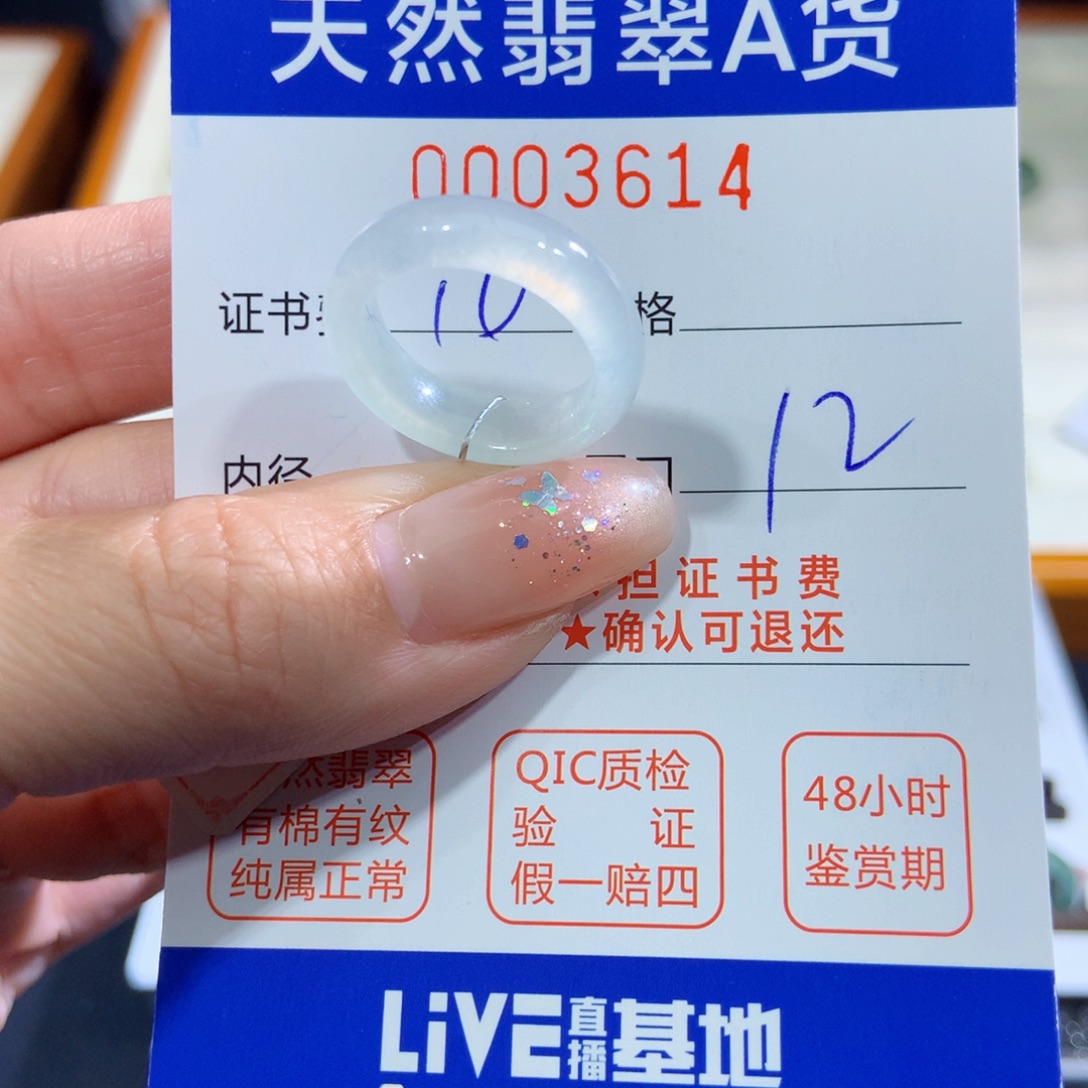 天然翡翠A货
0003614
证书
10
格
内径
12
担证书费
★确认可退还
然翡翠
有棉有纹
纯属正常
QIC质检
验 证
假一赔四
48小时
鉴赏期
LiVE直播基地